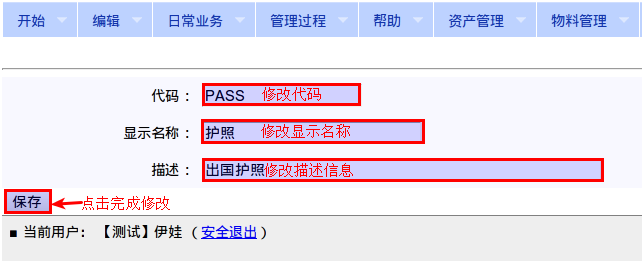 开始 编辑 日常业务 管理过程 帮助 资产管理 物料管理
代码： PASS 修改代码
显示名称： 护照 修改显示名称
描述： 出国护照修改描述信息
保存 点击完成修改
■ 当前用户: 【测试】伊娃 (安全退出)